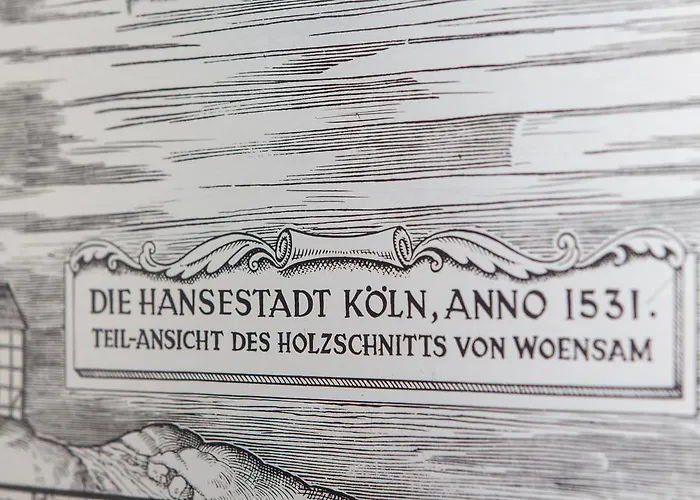 DIE HANSESTADT KÖLN, ANNO 1531.
TEIL-ANSICHT DES HOLZSCHNITTS VON WOENSAM